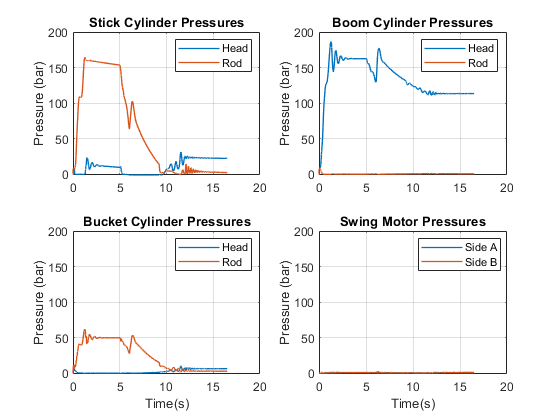 Stick Cylinder Pressures
Pressure (bar)
200
150
100
50
0
0 5 10 15 20
Head
Rod
Boom Cylinder Pressures
Pressure (bar)
200
150
100
50
0
0 5 10 15 20
Head
Rod
Bucket Cylinder Pressures
Pressure (bar)
200
150
100
50
0
0 5 10 15 20
Time(s)
Head
Rod
Swing Motor Pressures
Pressure (bar)
200
150
100
50
0
0 5 10 15 20
Time(s)
Side A
Side B